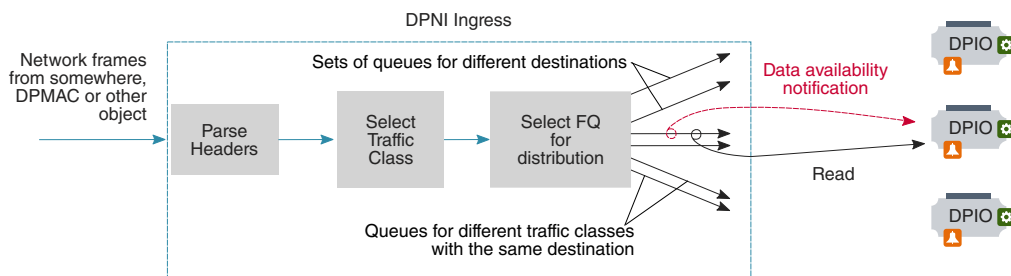 DPNI Ingress
Network frames
from somewhere,
DPMAC or other
object
Parse
Headers
Select
Traffic
Class
Select FQ
for
distribution
Sets of queues for different destinations
Queues for different traffic classes
with the same destination
Data availability
notification
Read
DPIO
DPIO
DPIO